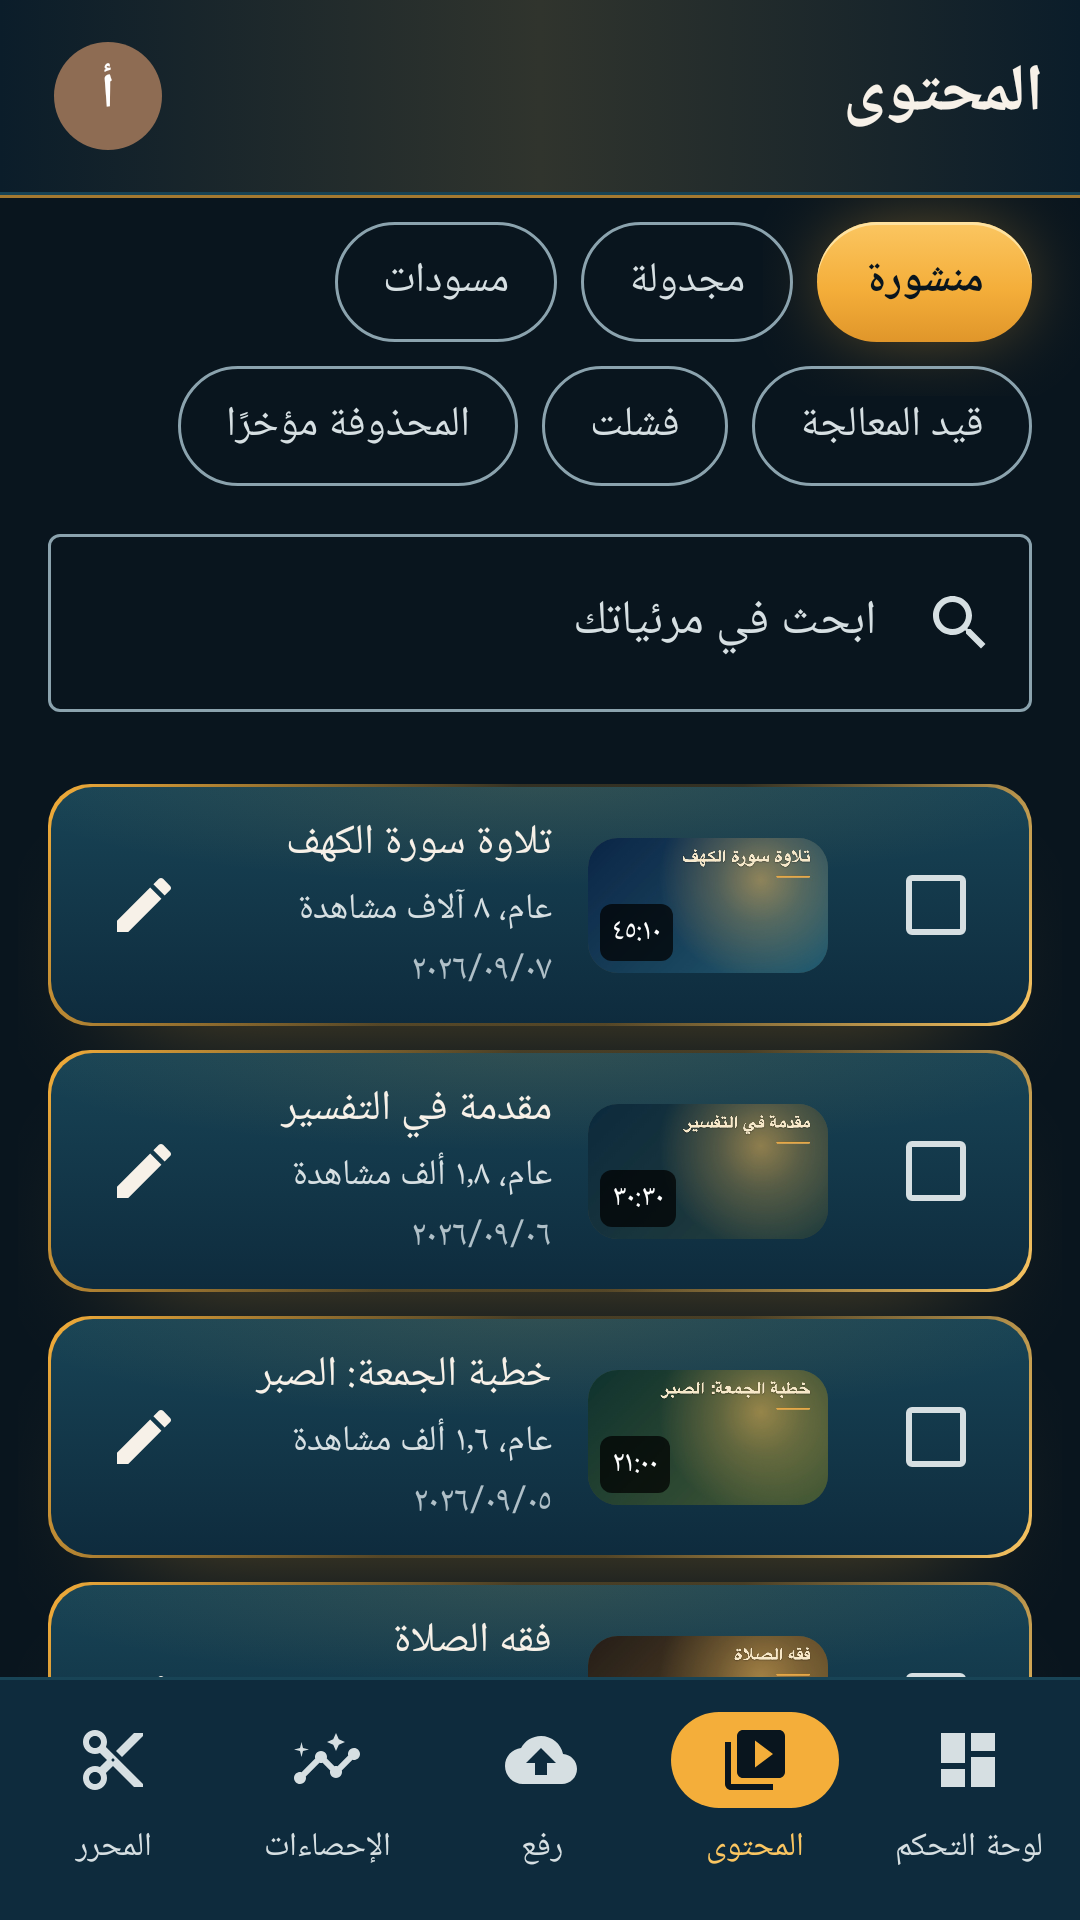 المحتوى
أ
منشورة
مجدولة
مسودات
قيد المعالجة
فشلت
المحذوفة مؤخرًا
ابحث في مرئياتك
تلاوة سورة الكهف
٤٥:١٠
تلاوة سورة الكهف
عام، ٨ آلاف مشاهدة
٢٠٢٦/٠٩/٠٧
مقدمة في التفسير
٣٠:٣٠
مقدمة في التفسير
عام، ١٫٨ ألف مشاهدة
٢٠٢٦/٠٩/٠٦
خطبة الجمعة: الصبر
٢١:٠٠
خطبة الجمعة: الصبر
عام، ١٫٦ ألف مشاهدة
٢٠٢٦/٠٩/٠٥
فقه الصلاة
فقه الصلاة
لوحة التحكم
المحتوى
رفع
الإحصاءات
المحرر